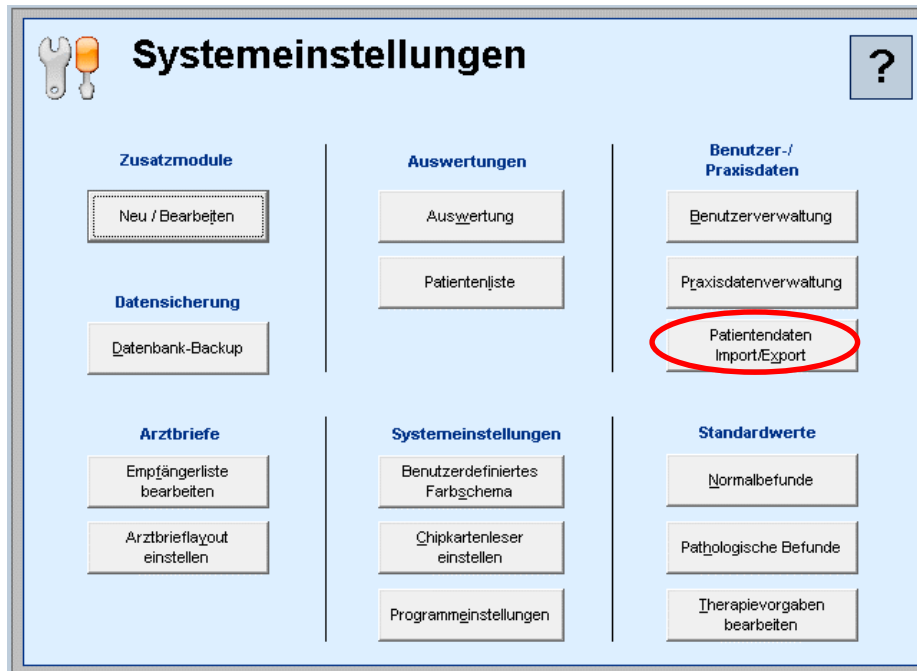 Systemeinstellungen
?
Zusatzmodule
Neu / Bearbeiten
Datensicherung
Datenbank-Backup
Auswertungen
Auswertung
Patientenliste
Benutzer-/
Praxisdaten
Benutzerverwaltung
Praxisdatenverwaltung
Patientendaten
Import/Export
Arztbriefe
Empfängerliste
bearbeiten
Arztbrieflayout
einstellen
Systemeinstellungen
Benutzerdefiniertes
Farbschema
Chipkartenleser
einstellen
Programmeinstellungen
Standardwerte
Normalbefunde
Pathologische Befunde
Therapievorgaben
bearbeiten